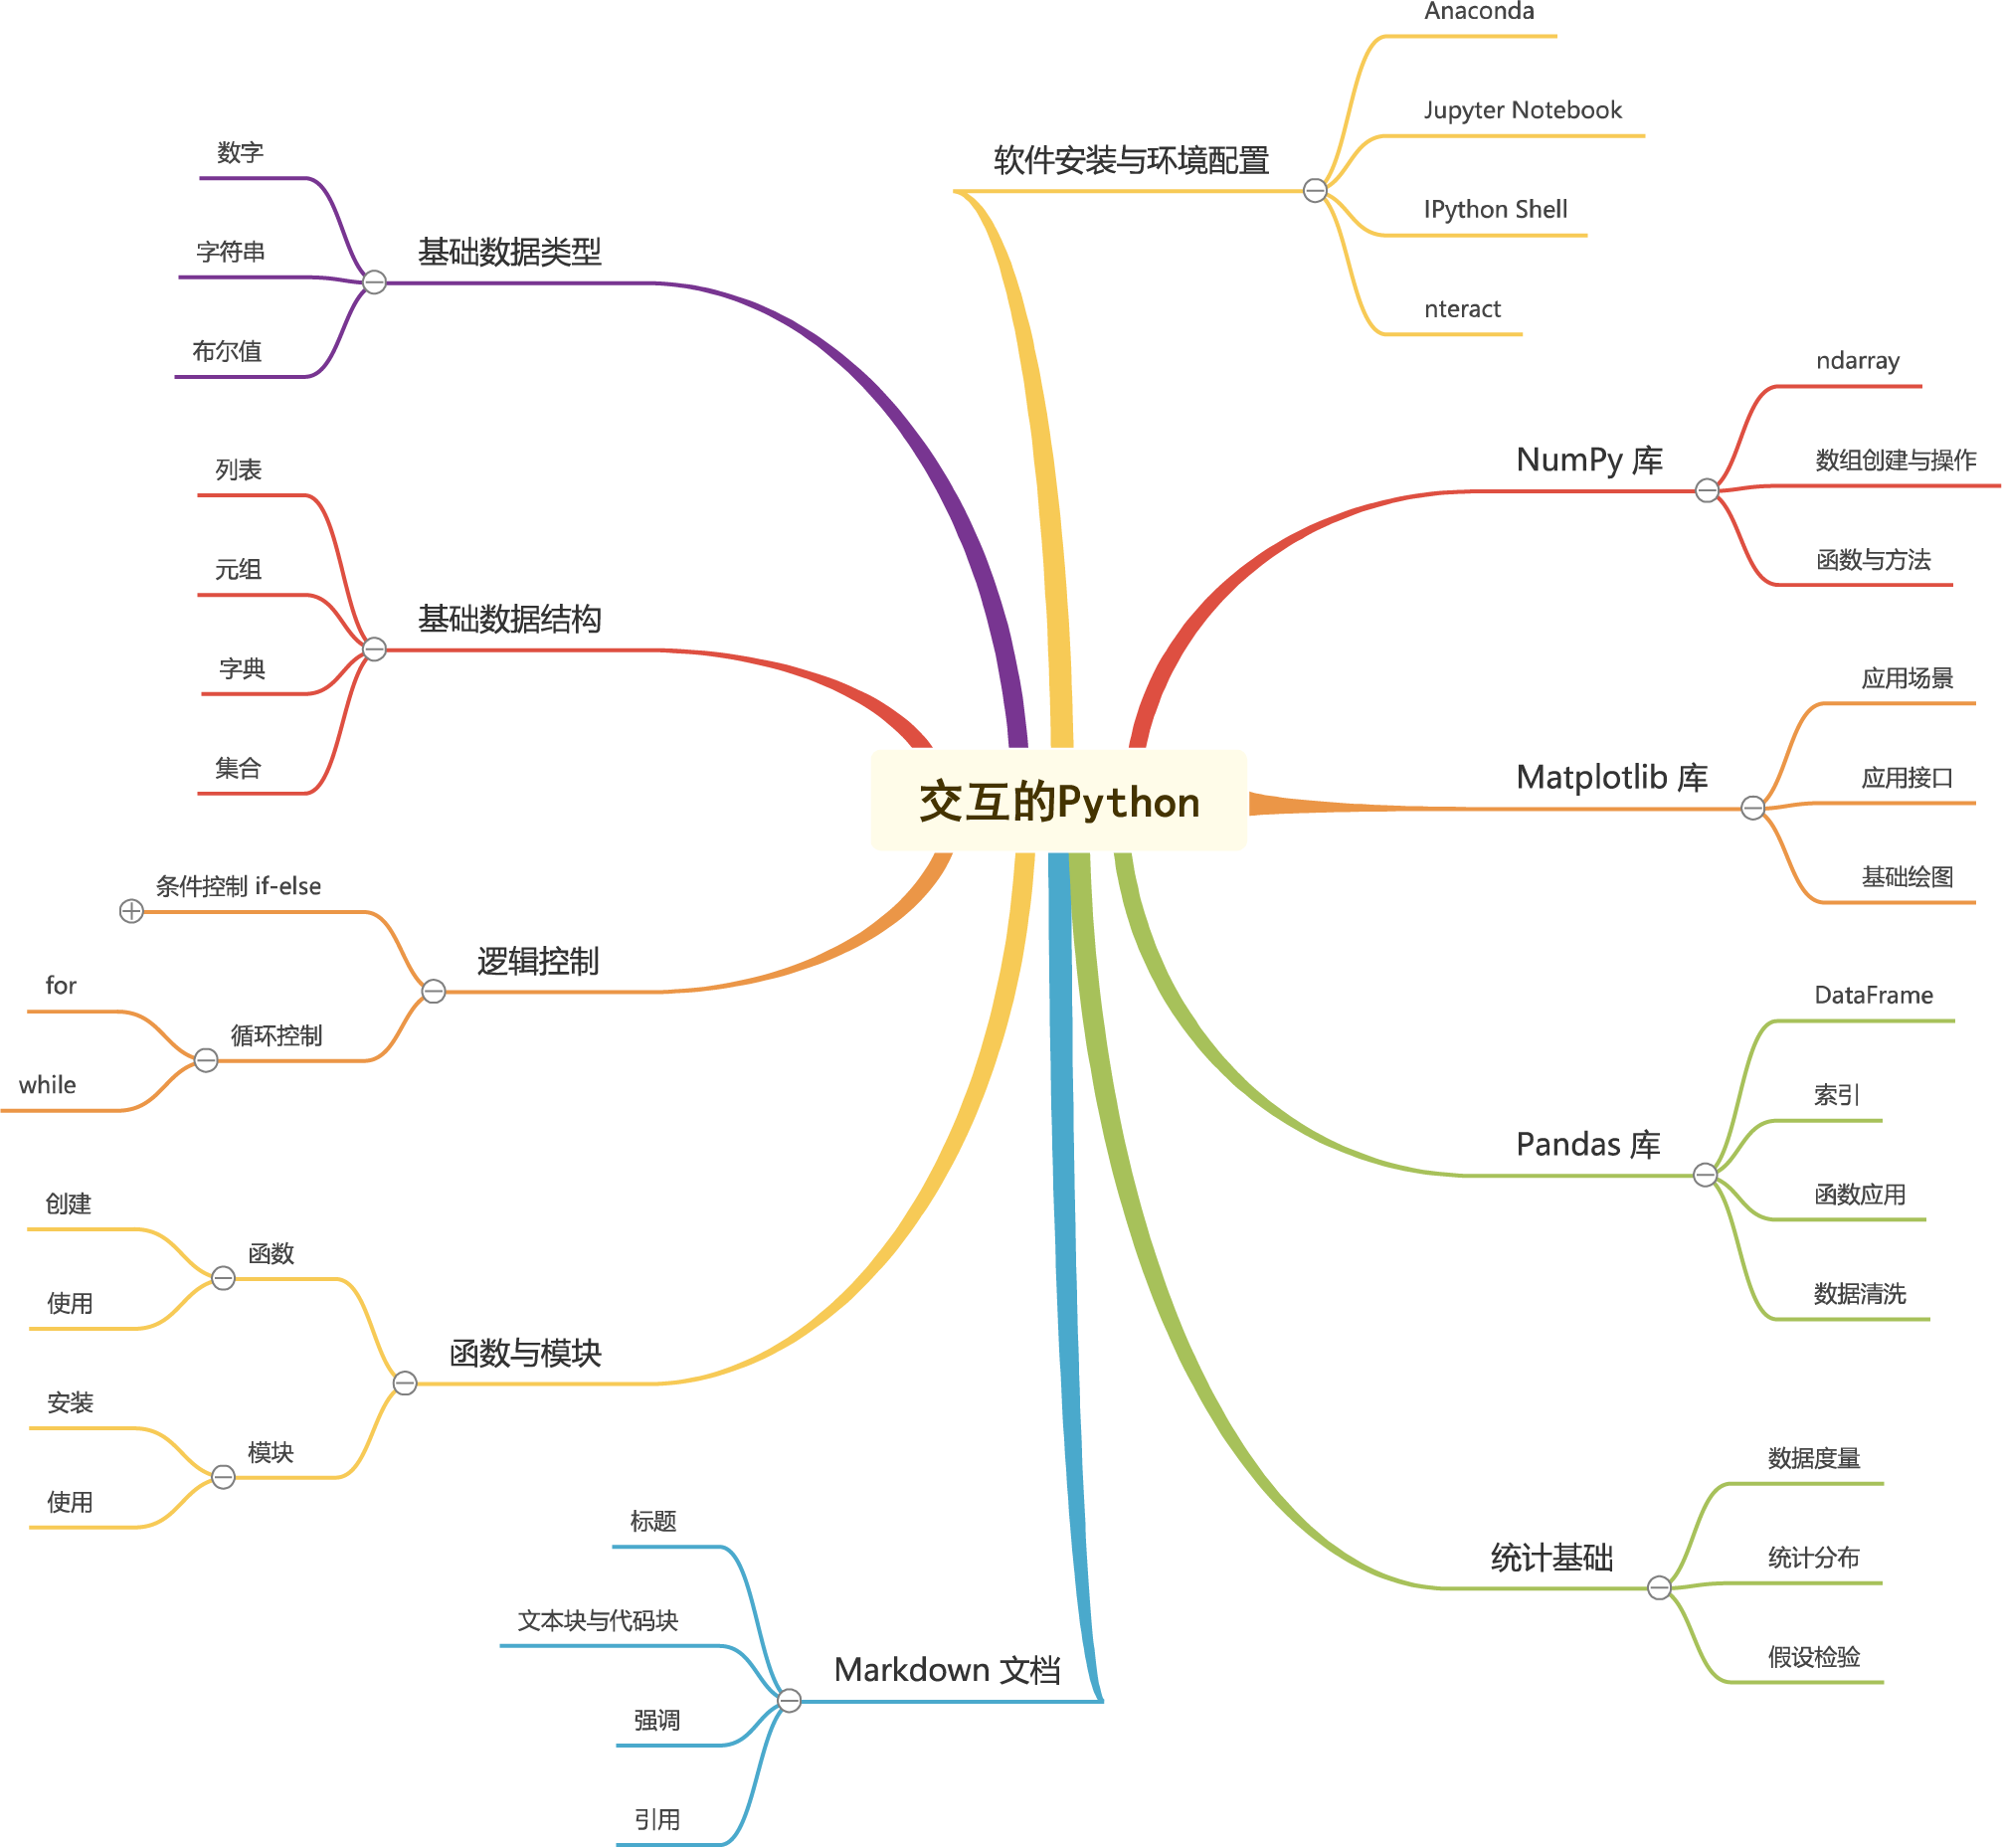 交互的Python
软件安装与环境配置
Anaconda
Jupyter Notebook
IPython Shell
nteract
NumPy 库
ndarray
数组创建与操作
函数与方法
Matplotlib 库
应用场景
应用接口
基础绘图
Pandas 库
DataFrame
索引
函数应用
数据清洗
统计基础
数据度量
统计分布
假设检验
基础数据类型
数字
字符串
布尔值
基础数据结构
列表
元组
字典
集合
逻辑控制
条件控制 if-else
循环控制
for
while
函数与模块
函数
创建
使用
模块
安装
使用
Markdown 文档
标题
文本块与代码块
强调
引用